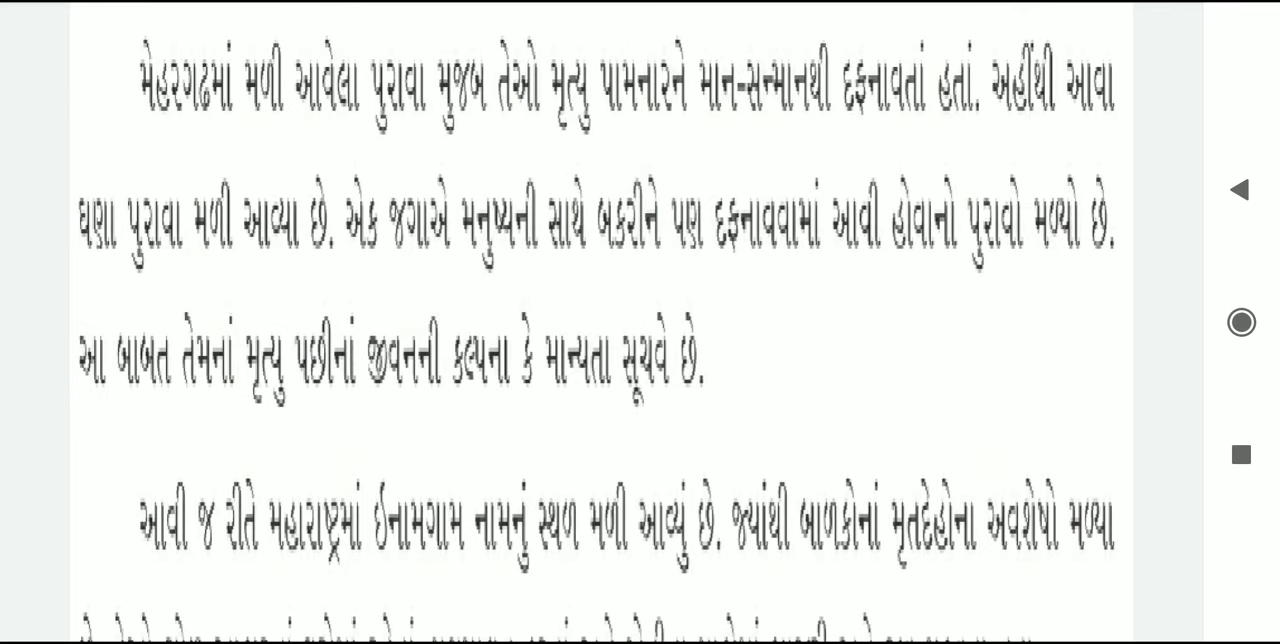 મેહરગઢમાં મળી આવેલા પુરાવા મુજબ તેઓ મૃત્યુ પામનારને માન-સન્માનથી દફનાવતાં હતાં. અહીંથી આવા
ઘણા પુરાવા મળી આવ્યા છે. એક જગાએ મનુષ્યની સાથે બકરીને પણ દફનાવવામાં આવી હોવાનો પુરાવો મળ્યો છે.
આ બાબત તેમનાં મૃત્યુ પછીનાં જીવનની કલ્પના કે માન્યતા સૂચવે છે.
આવી જ રીતે મહારાષ્ટ્રમાં ઈનામગામ નામનું સ્થળ મળી આવ્યું છે. જ્યાંથી બાળકોનાં મૃતદેહોના અવશેષો મળ્યા